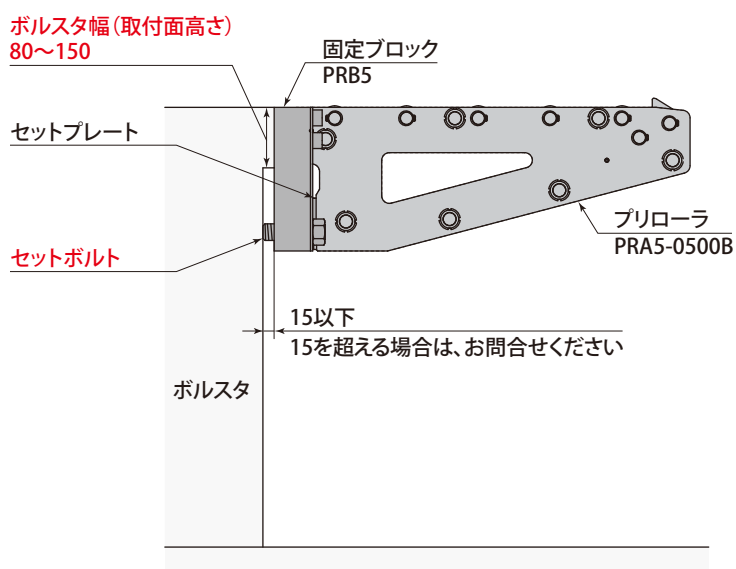 ボルスタ幅（取付面高さ）
80～150
固定ブロック
PRB5
セットプレート
プリローラ
PRA5-0500B
セットボルト
15以下
15を超える場合は、お問合せください
ボルスタ